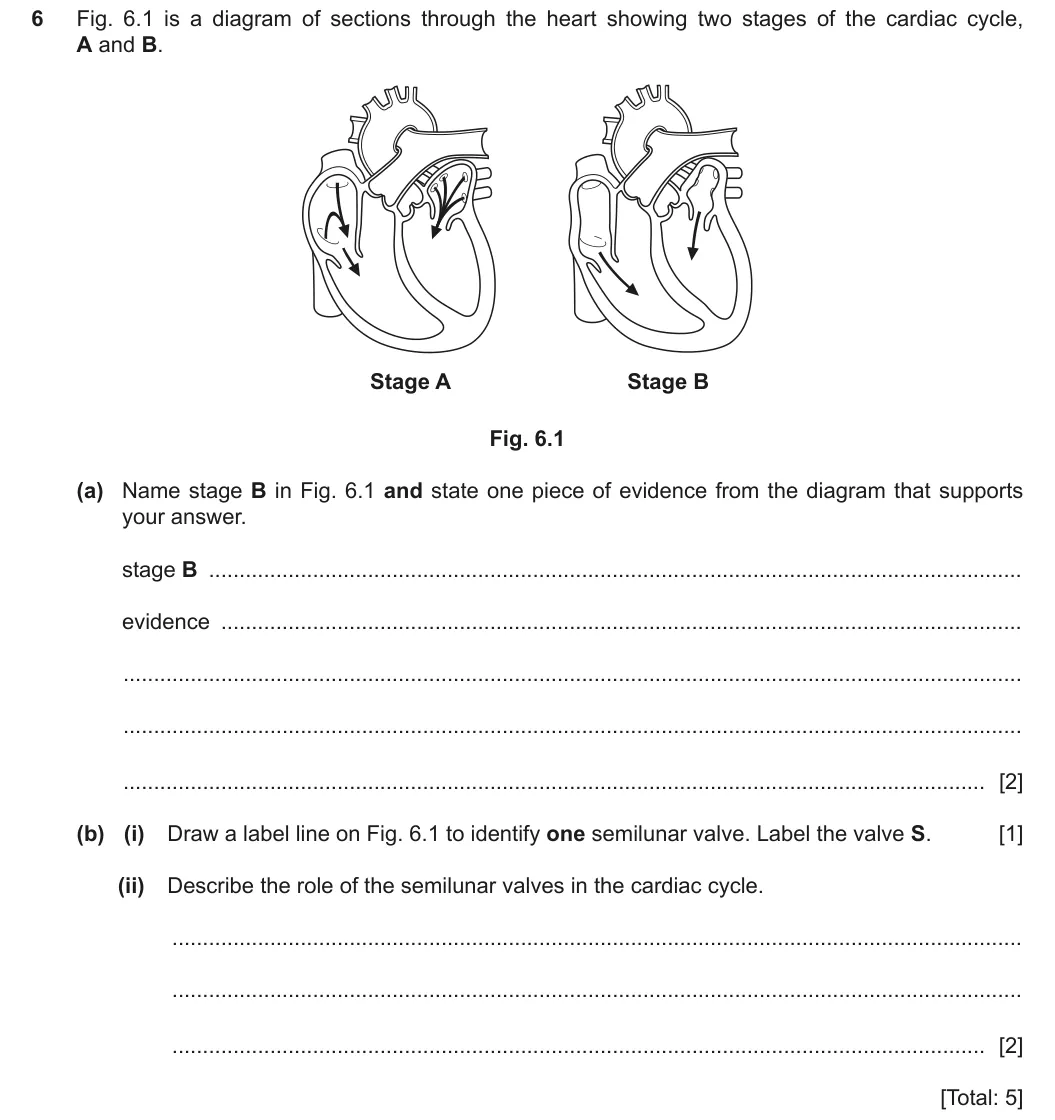 6 Fig. 6.1 is a diagram of sections through the heart showing two stages of the cardiac cycle,
A and B.
Stage A
Stage B
Fig. 6.1
(a) Name stage B in Fig. 6.1 and state one piece of evidence from the diagram that supports
your answer.
stage B ................................................................................................................................
evidence ................................................................................................................................
................................................................................................................................
................................................................................................................................
................................................................................................................................ [2]
(b) (i) Draw a label line on Fig. 6.1 to identify one semilunar valve. Label the valve S. [1]
(ii) Describe the role of the semilunar valves in the cardiac cycle.
................................................................................................................................
................................................................................................................................
................................................................................................................................ [2]
[Total: 5]